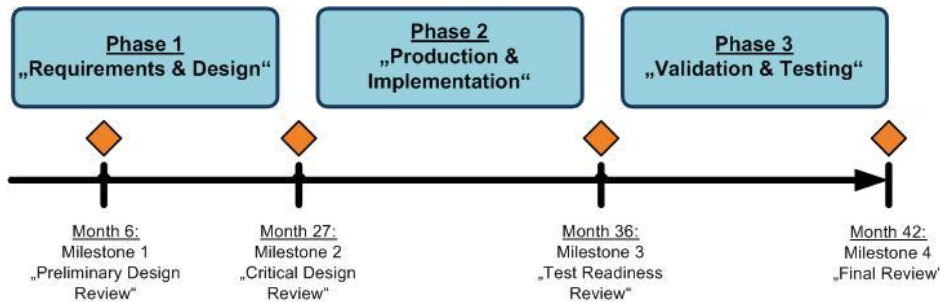 Phase 1
„Requirements & Design“
Phase 2
„Production &
Implementation“
Phase 3
„Validation & Testing“
Month 6:
Milestone 1
„Preliminary Design
Review“
Month 27:
Milestone 2
„Critical Design
Review“
Month 36:
Milestone 3
„Test Readiness
Review“
Month 42:
Milestone 4
„Final Review“